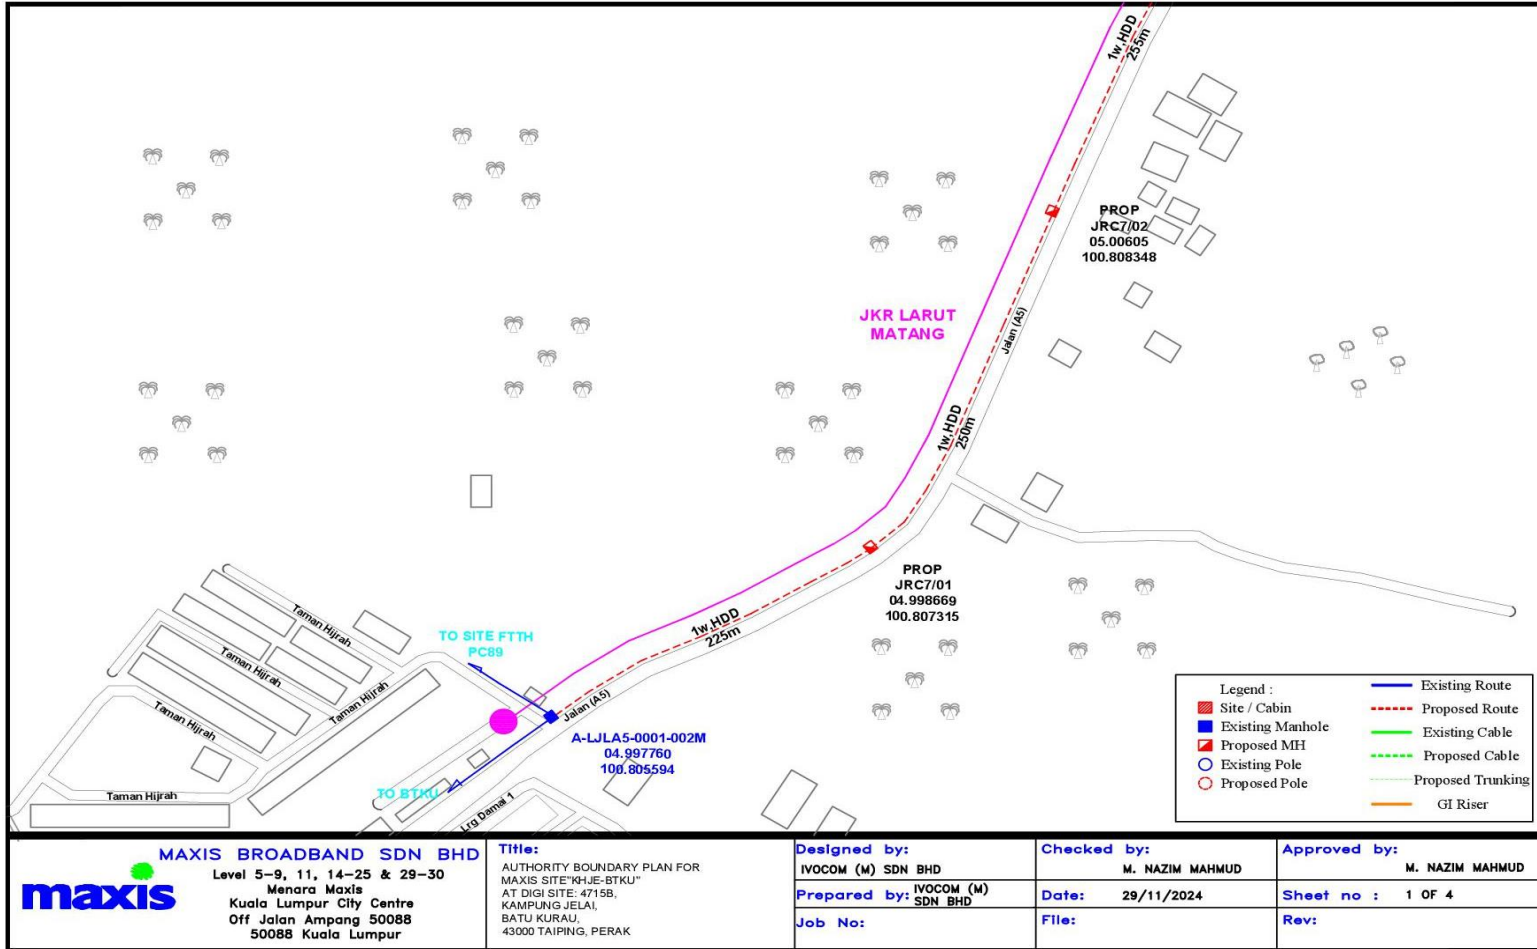 1w,HDD
255m
PROP
JRC7/02
05.00605
100.808348
JKR LARUT
MATANG
Jalan (A5)
1w,HDD
250m
PROP
JRC7/01
04.998669
100.807315
1w,HDD
225m
TO SITE FTTH
PC89
Jalan (A5)
A-LJLA5-0001-002M
04.997760
100.805594
TO BTKU
Lrg Damai 1
Taman Hijrah
Taman Hijrah
Taman Hijrah
Taman Hijrah
Taman Hijrah
Legend :
Site / Cabin
Existing Manhole
Proposed MH
Existing Pole
Proposed Pole
Existing Route
Proposed Route
Existing Cable
Proposed Cable
Proposed Trunking
GI Riser
maxis
MAXIS BROADBAND SDN BHD
Level 5-9, 11, 14-25 & 29-30
Menara Maxis
Kuala Lumpur City Centre
Off Jalan Ampang 50088
50088 Kuala Lumpur
Title:
AUTHORITY BOUNDARY PLAN FOR
MAXIS SITE"KHJE-BTKU"
AT DIGI SITE: 4715B,
KAMPUNG JELAI,
BATU KURAU,
43000 TAIPING, PERAK
Designed by:
IVOCOM (M) SDN BHD
Prepared by: IVOCOM (M)
SDN BHD
Job No:
Checked by:
M. NAZIM MAHMUD
Date: 29/11/2024
File:
Approved by:
M. NAZIM MAHMUD
Sheet no : 1 OF 4
Rev: